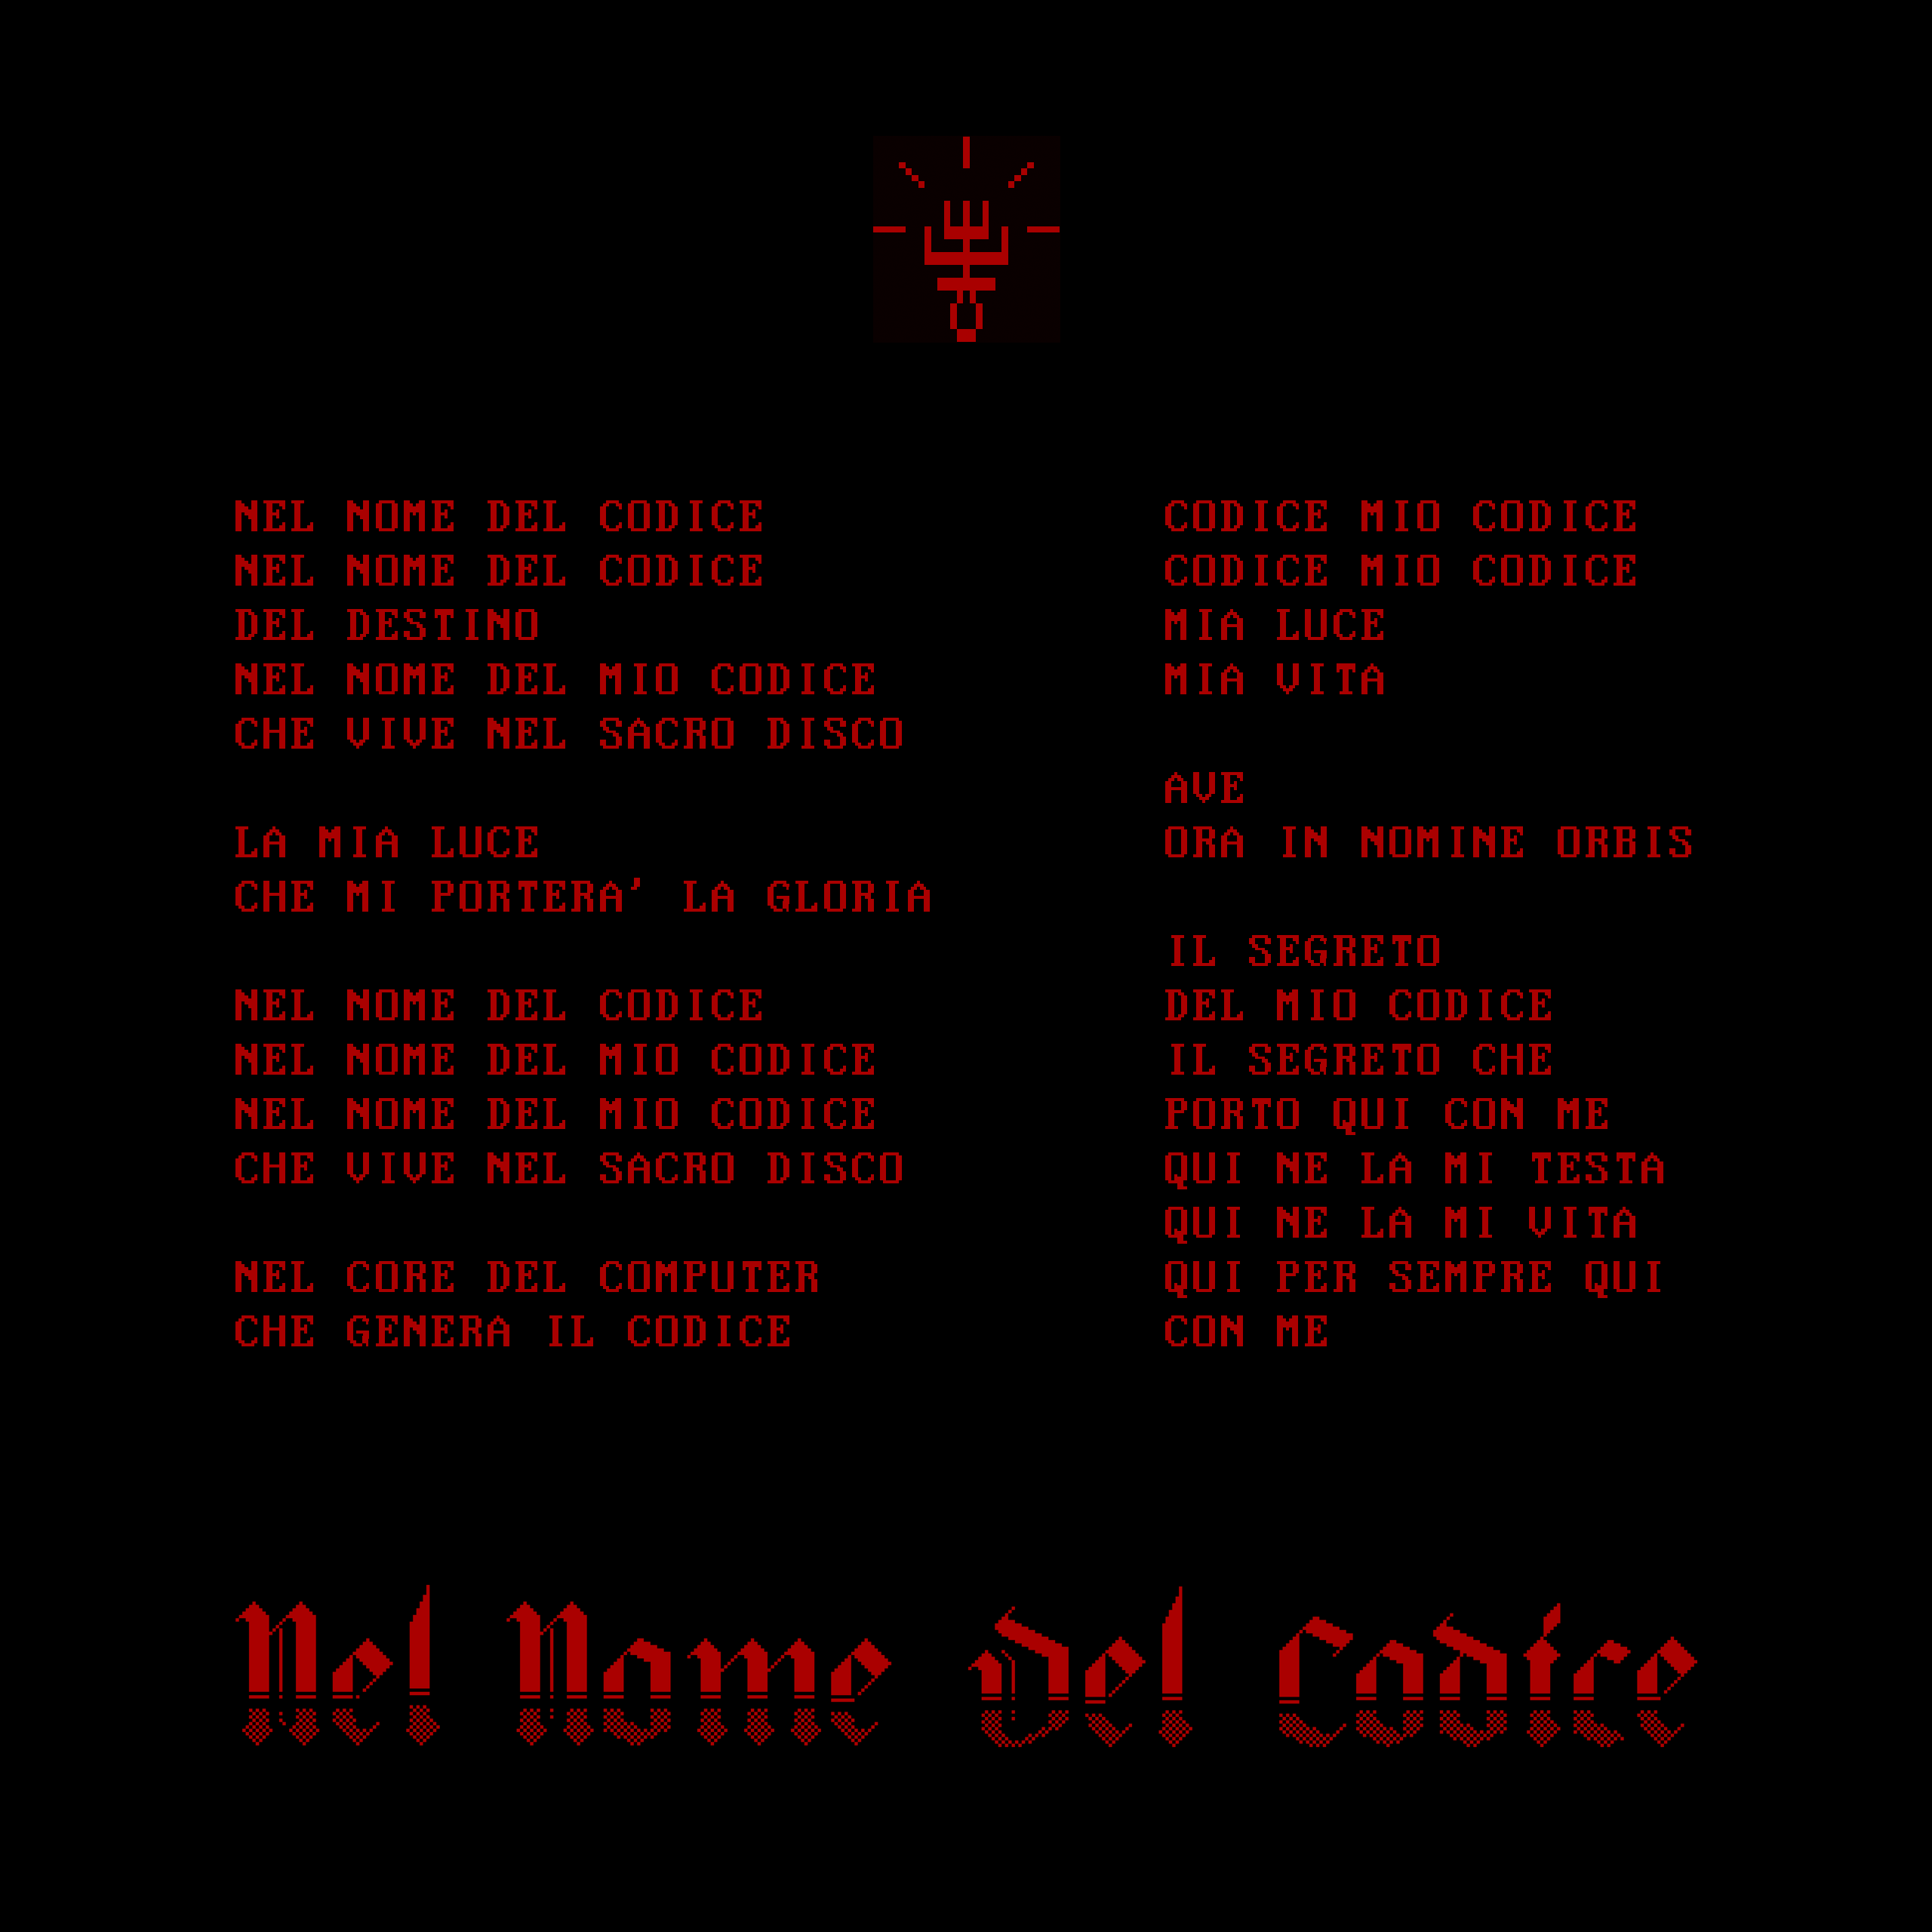 NEL NOME DEL CODICE
NEL NOME DEL CODICE
DEL DESTINO
NEL NOME DEL MIO CODICE
CHE VIVE NEL SACRO DISCO
LA MIA LUCE
CHE MI PORTERA' LA GLORIA
NEL NOME DEL CODICE
NEL NOME DEL MIO CODICE
NEL NOME DEL MIO CODICE
CHE VIVE NEL SACRO DISCO
NEL CORE DEL COMPUTER
CHE GENERA IL CODICE
CODICE MIO CODICE
CODICE MIO CODICE
MIA LUCE
MIA VITA
AVE
ORA IN NOMINE ORBIS
IL SEGRETO
DEL MIO CODICE
IL SEGRETO CHE
PORTO QUI CON ME
QUI NE LA MI TESTA
QUI NE LA MI VITA
QUI PER SEMPRE QUI
CON ME
Nel Nome Del Codice